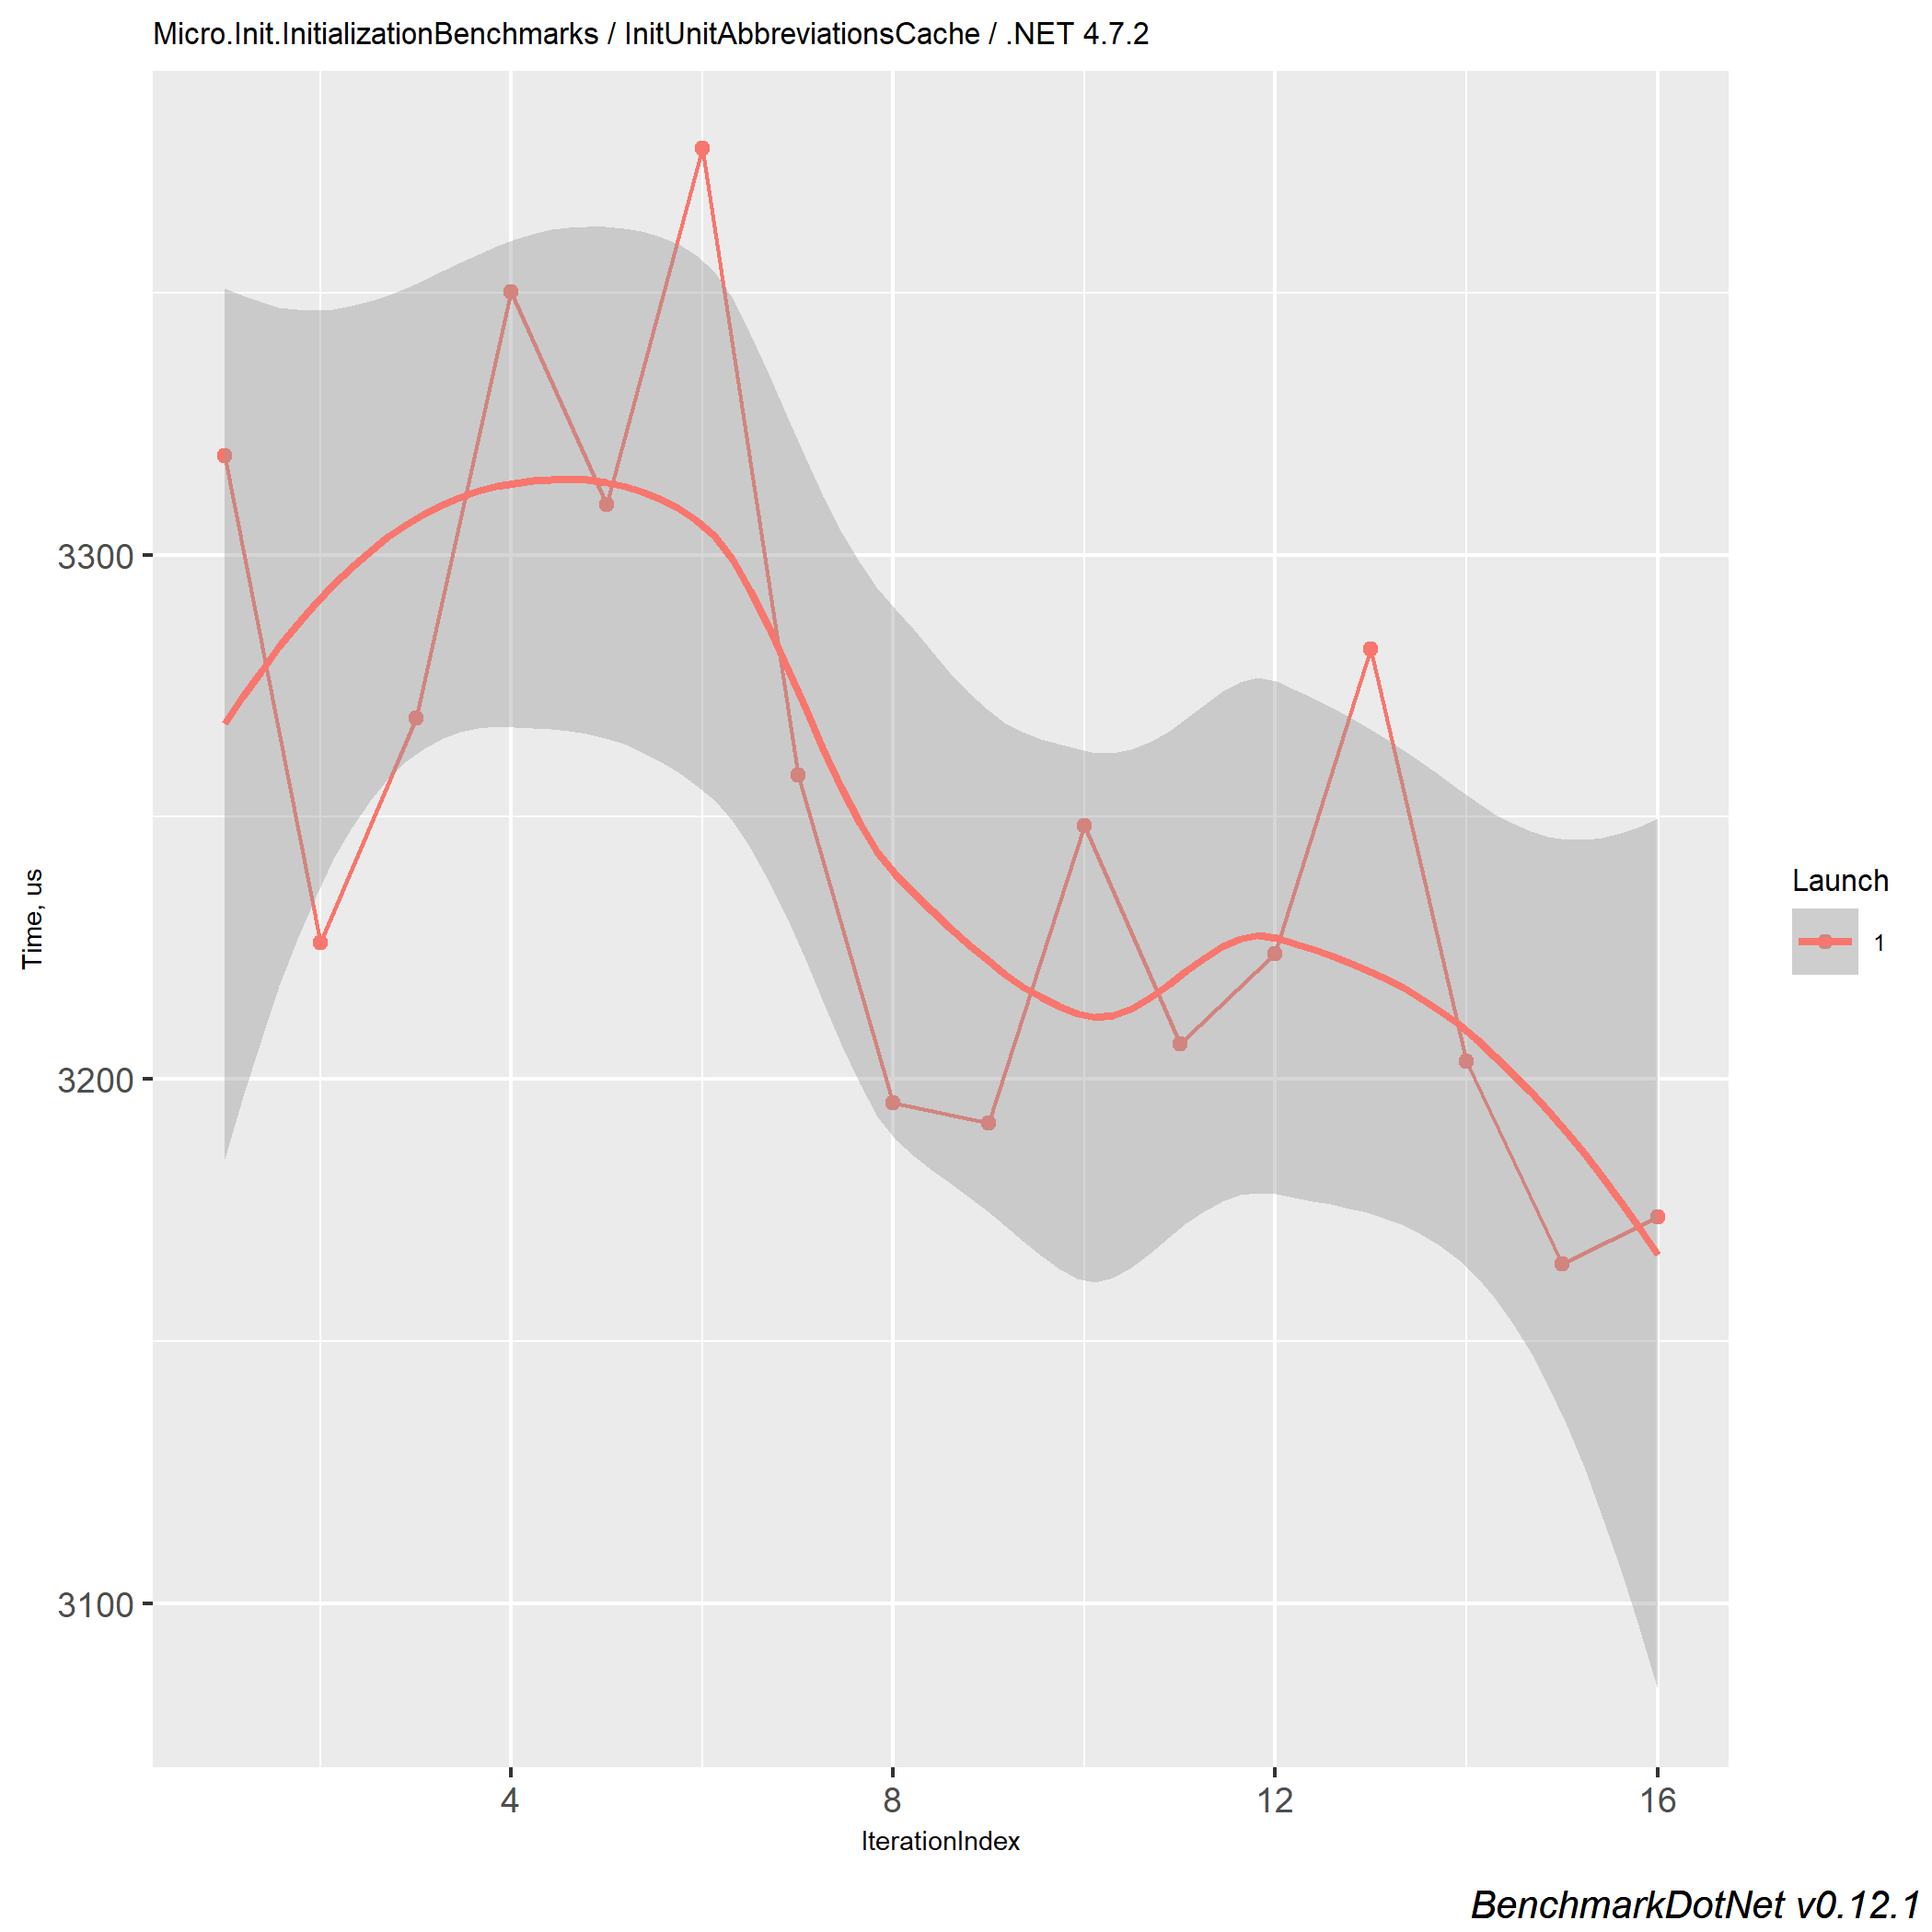 Micro.Init.InitializationBenchmarks / InitUnitAbbreviationsCache / .NET 4.7.2
3300
3200
3100
Time, us
4
8
12
16
IterationIndex
Launch
1
BenchmarkDotNet v0.12.1